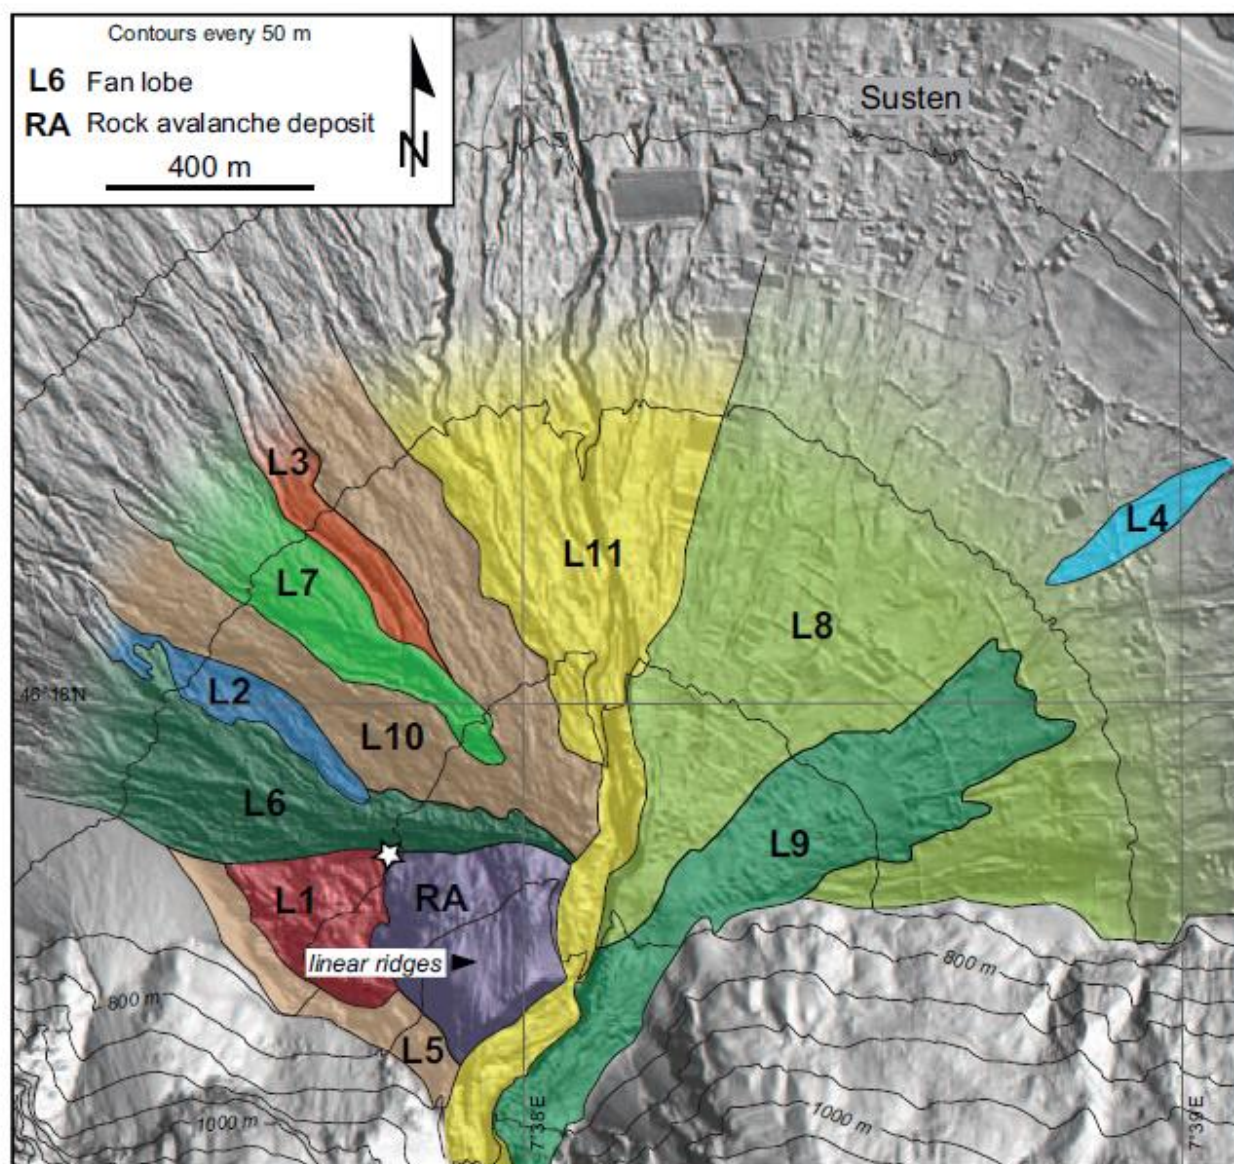 Contours every 50 m
L6 Fan lobe
RA Rock avalanche deposit
400 m
N
Susten
L3
L4
L11
L7
L8
L2
46°18'N
L10
L6
L9
L1
RA
linear ridges
800 m
800 m
L5
1000 m
7°38'E
1000 m
7°39'E